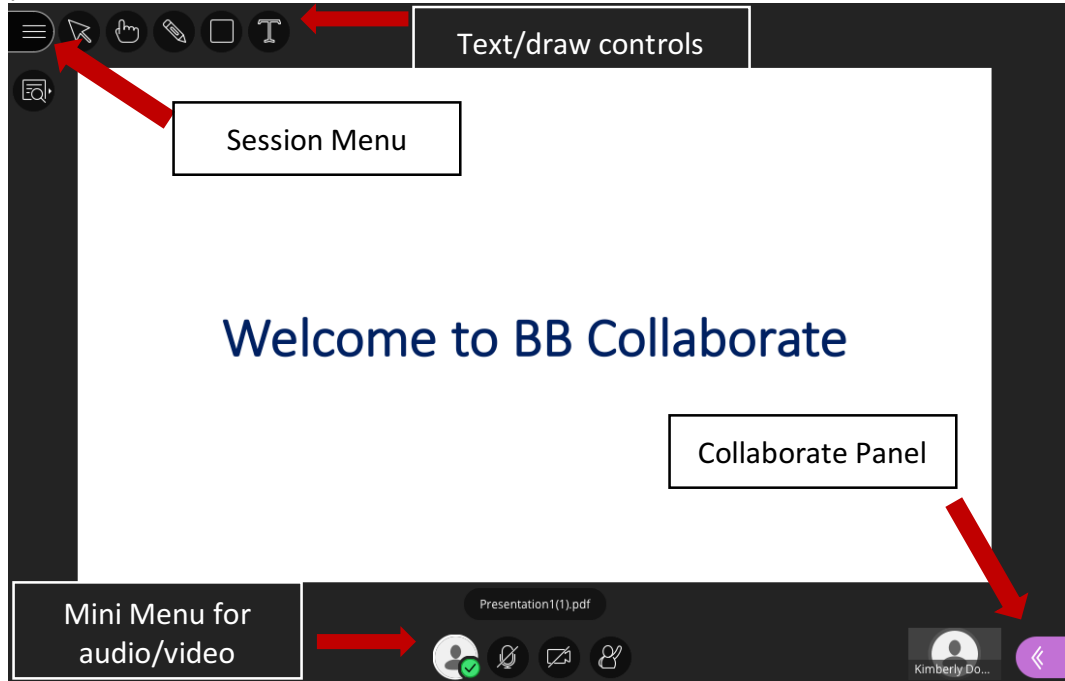 T
Text/draw controls
Session Menu
Welcome to BB Collaborate
Collaborate Panel
Mini Menu for
audio/video
Presentation1(1).pdf
Kimberly Do...